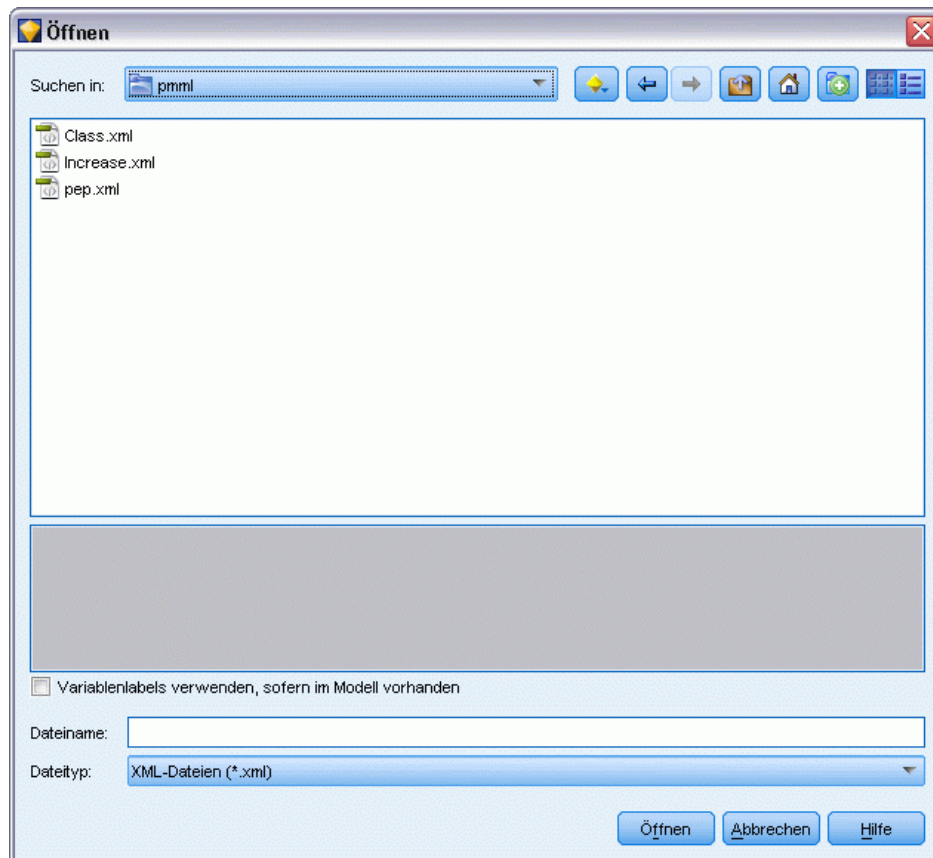 Öffnen
Suchen in: pmml
Class.xml
Increase.xml
pep.xml
Variablenlabels verwenden, sofern im Modell vorhanden
Dateiname:
Dateityp: XML-Dateien (*.xml)
Öffnen Abbrechen Hilfe